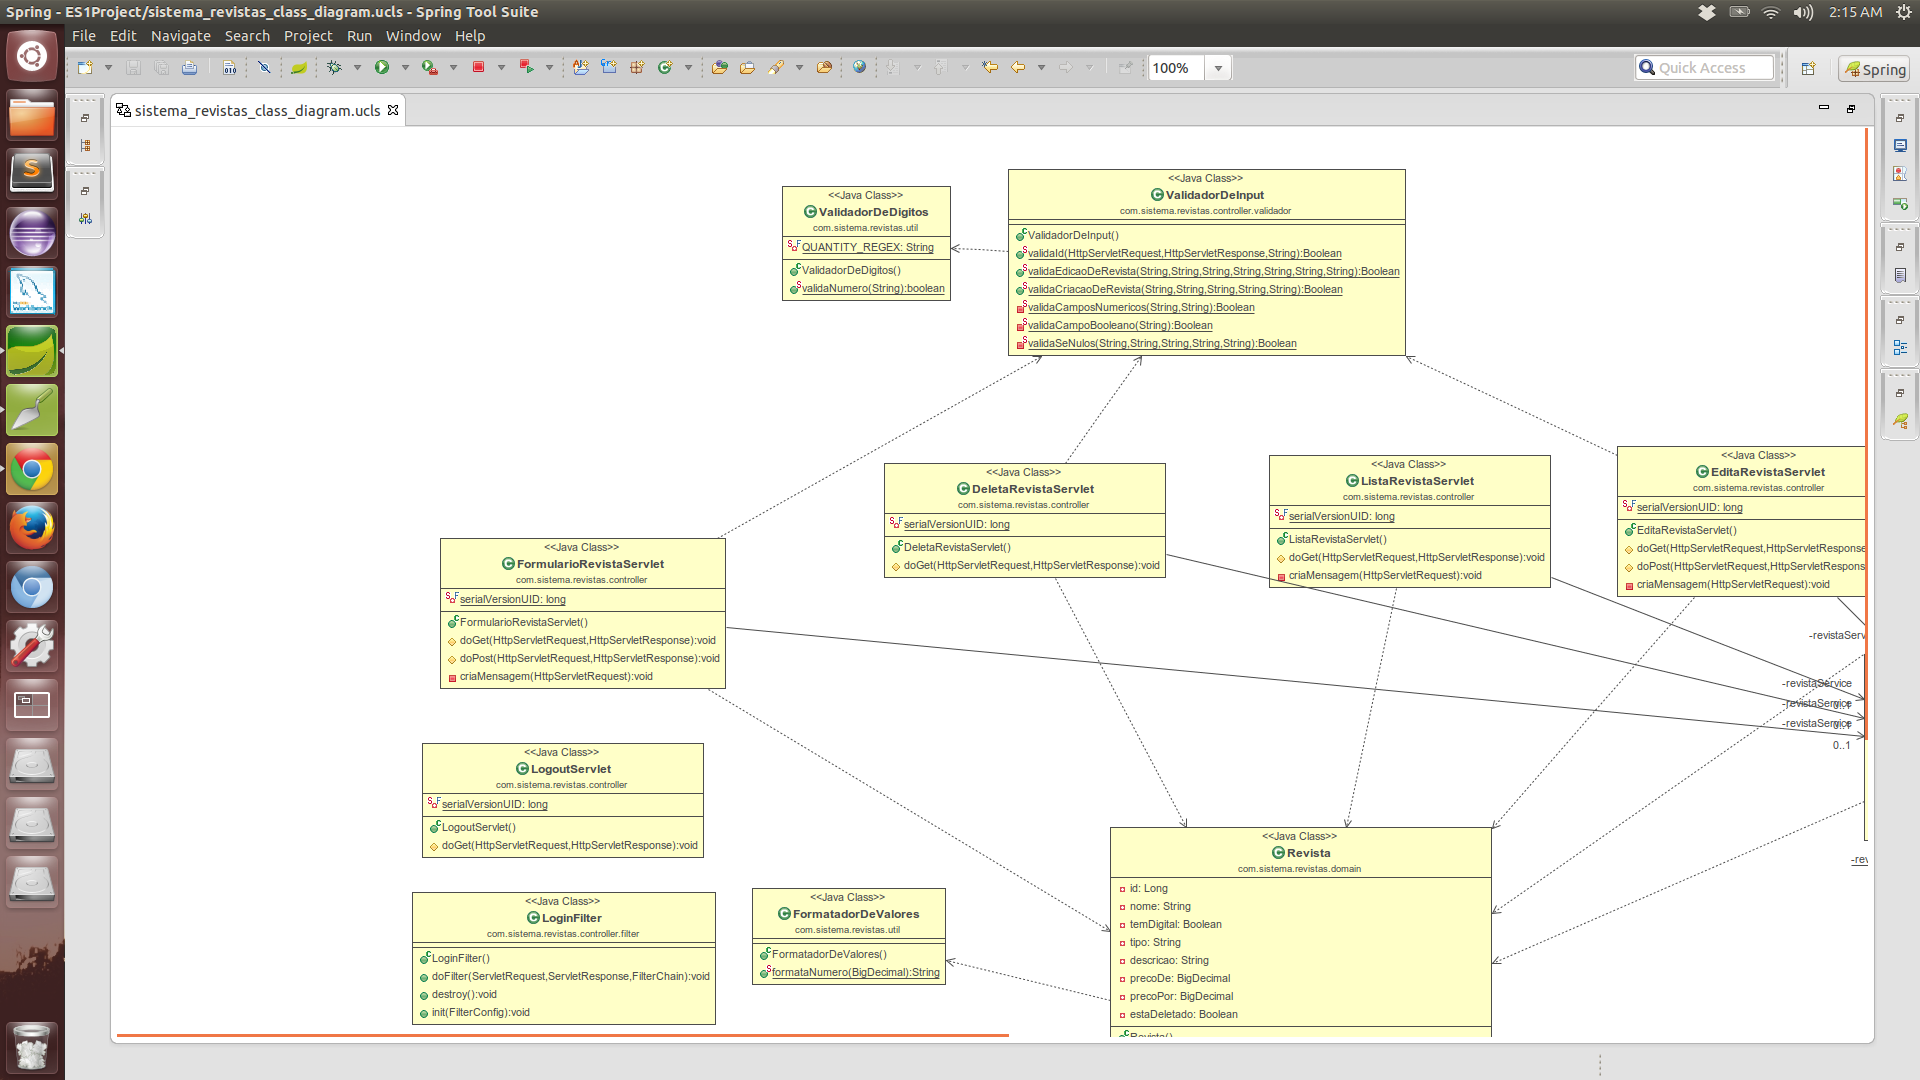 Spring - ES1Project/sistema_revistas_class_diagram.ucls - Spring Tool Suite
2:15 AM
File Edit Navigate Search Project Run Window Help
100%
Quick Access
Spring
sistema_revistas_class_diagram.ucls
<<Java Class>>
ValidadorDeDigitos
com.sistema.revistas.util
QUANTITY_REGEX: String
ValidadorDeDigitos()
validaNumero(String):boolean
<<Java Class>>
ValidadorDeInput
com.sistema.revistas.controller.validador
ValidadorDeInput()
validaId(HttpServletRequest,HttpServletResponse,String):Boolean
validaEdicaoDeRevista(String,String,String,String,String,String,String):Boolean
validaCriacaoDeRevista(String,String,String,String,String):Boolean
validaCamposNumericos(String,String):Boolean
validaCampoBooleano(String):Boolean
validaSeNulos(String,String,String,String,String):Boolean
<<Java Class>>
DeletaRevistaServlet
com.sistema.revistas.controller
serialVersionUID: long
DeletaRevistaServlet()
doGet(HttpServletRequest,HttpServletResponse):void
<<Java Class>>
ListaRevistaServlet
com.sistema.revistas.controller
serialVersionUID: long
ListaRevistaServlet()
doGet(HttpServletRequest,HttpServletResponse):void
criaMensagem(HttpServletRequest):void
<<Java Class>>
EditaRevistaServlet
com.sistema.revistas.controller
serialVersionUID: long
EditaRevistaServlet()
doGet(HttpServletRequest,HttpServletResponse
doPost(HttpServletRequest,HttpServletResponse
criaMensagem(HttpServletRequest):void
<<Java Class>>
FormularioRevistaServlet
com.sistema.revistas.controller
serialVersionUID: long
FormularioRevistaServlet()
doGet(HttpServletRequest,HttpServletResponse):void
doPost(HttpServletRequest,HttpServletResponse):void
criaMensagem(HttpServletRequest):void
-revistaServ
-revistaService
-revistaService
0..1
-revistaService
0..1
0..1
<<Java Class>>
LogoutServlet
com.sistema.revistas.controller
serialVersionUID: long
LogoutServlet()
doGet(HttpServletRequest,HttpServletResponse):void
<<Java Class>>
LoginFilter
com.sistema.revistas.controller.filter
LoginFilter()
doFilter(ServletRequest,ServletResponse,FilterChain):void
destroy():void
init(FilterConfig):void
<<Java Class>>
FormatadorDeValores
com.sistema.revistas.util
FormatadorDeValores()
formataNumero(BigDecimal):String
<<Java Class>>
Revista
com.sistema.revistas.domain
id: Long
nome: String
temDigital: Boolean
tipo: String
descricao: String
precoDe: BigDecimal
precoPor: BigDecimal
estaDeletado: Boolean
Revista()
-rev